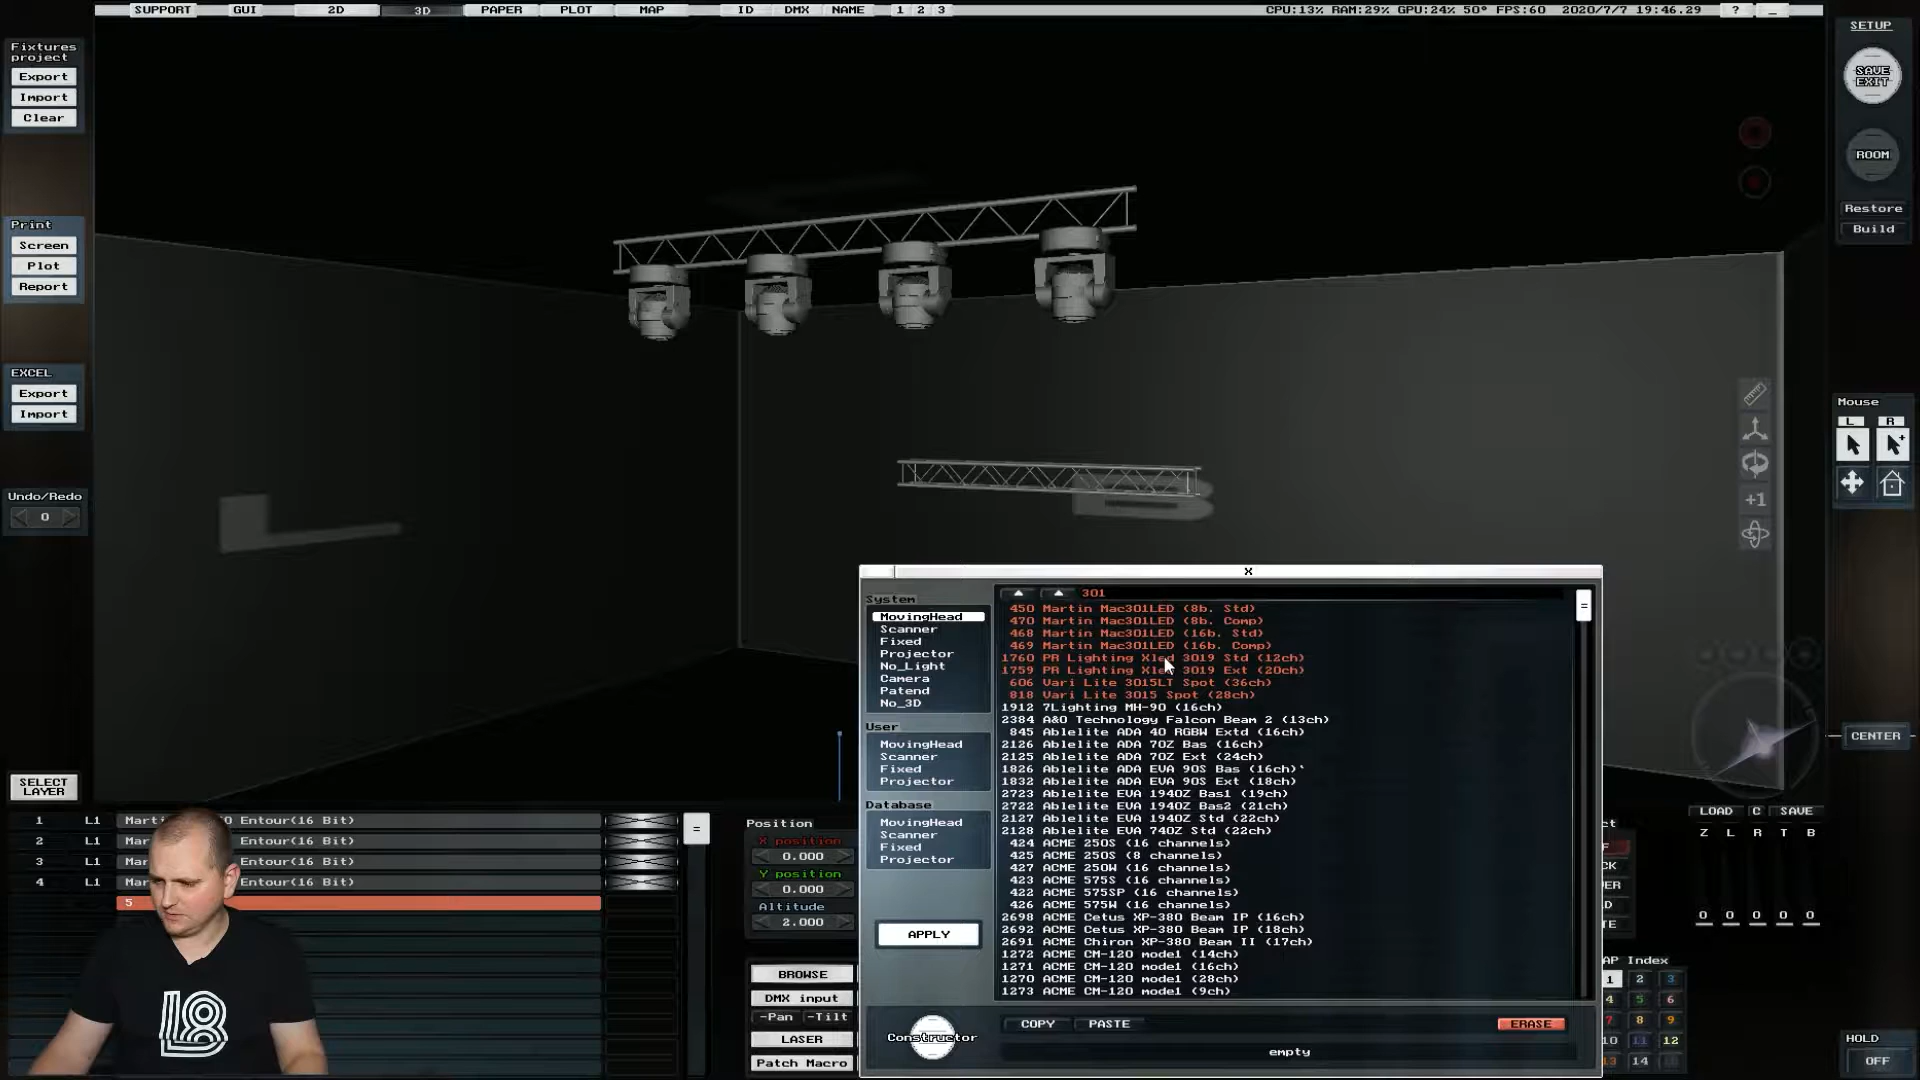 SUPPORT GUI 2D 3D PAPER PLOT MAP ID DMX NAME 1 2 3 CPU:13% RAM:29% GPU:24% 50° FPS:60 2020/7/7 19:46.29 ? _
Fixtures
project
Export
Import
Clear
Print
Screen
Plot
Report
EXCEL
Export
Import
Undo/Redo
0
SELECT
LAYER
SETUP
SAVE
EXIT
ROOM
Restore
Build
+1
Mouse
L R
CENTER
LOAD C SAVE
Z L R T B
0 0 0 0 0
HOLD
OFF
1 L1 Entour(16 Bit)
2 L1 Entour(16 Bit)
3 L1 Entour(16 Bit)
4 L1 Entour(16 Bit)
5
=
L8
Position
X position
0.000
Y position
0.000
Altitude
2.000
BROWSE
DMX input
-Pan -Tilt
LASER
Patch Macro
X
System
MovingHead
Scanner
Fixed
Projector
No_Light
Camera
Patend
No_3D
User
MovingHead
Scanner
Fixed
Projector
Database
MovingHead
Scanner
Fixed
Projector
APPLY
Constructor
301
=
450 Martin Mac301LED (8b. Std)
470 Martin Mac301LED (8b. Comp)
468 Martin Mac301LED (16b. Std)
469 Martin Mac301LED (16b. Comp)
1760 PR Lighting Xled 3019 Std (12ch)
1759 PR Lighting Xled 3019 Ext (20ch)
606 Vari Lite 3015LT Spot (36ch)
818 Vari Lite 3015 Spot (28ch)
1912 7Lighting MH-90 (16ch)
2384 A&O Technology Falcon Beam 2 (13ch)
845 Ablelite ADA 40 RGBW Extd (16ch)
2126 Ablelite ADA 70Z Bas (16ch)
2125 Ablelite ADA 70Z Ext (24ch)
1826 Ablelite ADA EVA 90S Bas (16ch)`
1832 Ablelite ADA EVA 90S Ext (18ch)
2723 Ablelite EVA 1940Z Bas1 (19ch)
2722 Ablelite EVA 1940Z Bas2 (21ch)
2127 Ablelite EVA 1940Z Std (22ch)
2128 Ablelite EVA 740Z Std (22ch)
424 ACME 250S (16 channels)
425 ACME 250S (8 channels)
427 ACME 250W (16 channels)
423 ACME 575S (16 channels)
422 ACME 575SP (16 channels)
426 ACME 575W (16 channels)
2698 ACME Cetus XP-380 Beam IP (16ch)
2692 ACME Cetus XP-380 Beam IP (18ch)
2691 ACME Chiron XP-380 Beam II (17ch)
1272 ACME CM-120 model (14ch)
1271 ACME CM-120 model (16ch)
1270 ACME CM-120 model (28ch)
1273 ACME CM-120 model (9ch)
COPY PASTE ERASE
empty
AP Index
1 2 3
4 5 6
7 8 9
10 11 12
13 14